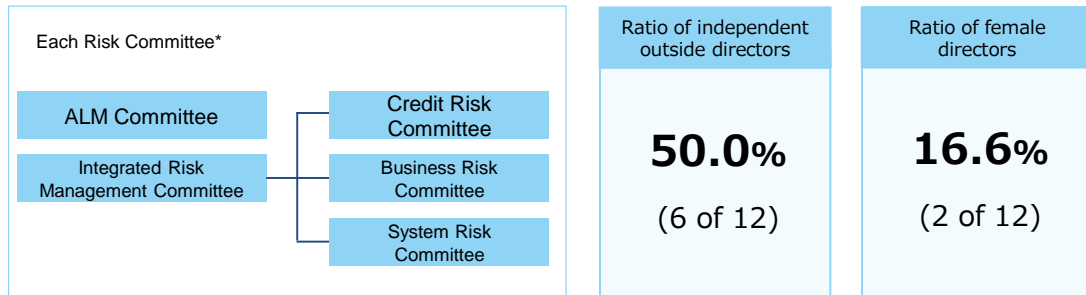 Each Risk Committee*
ALM Committee
Integrated Risk
Management Committee
Credit Risk
Committee
Business Risk
Committee
System Risk
Committee
Ratio of independent
outside directors
50.0%
(6 of 12)
Ratio of female
directors
16.6%
(2 of 12)